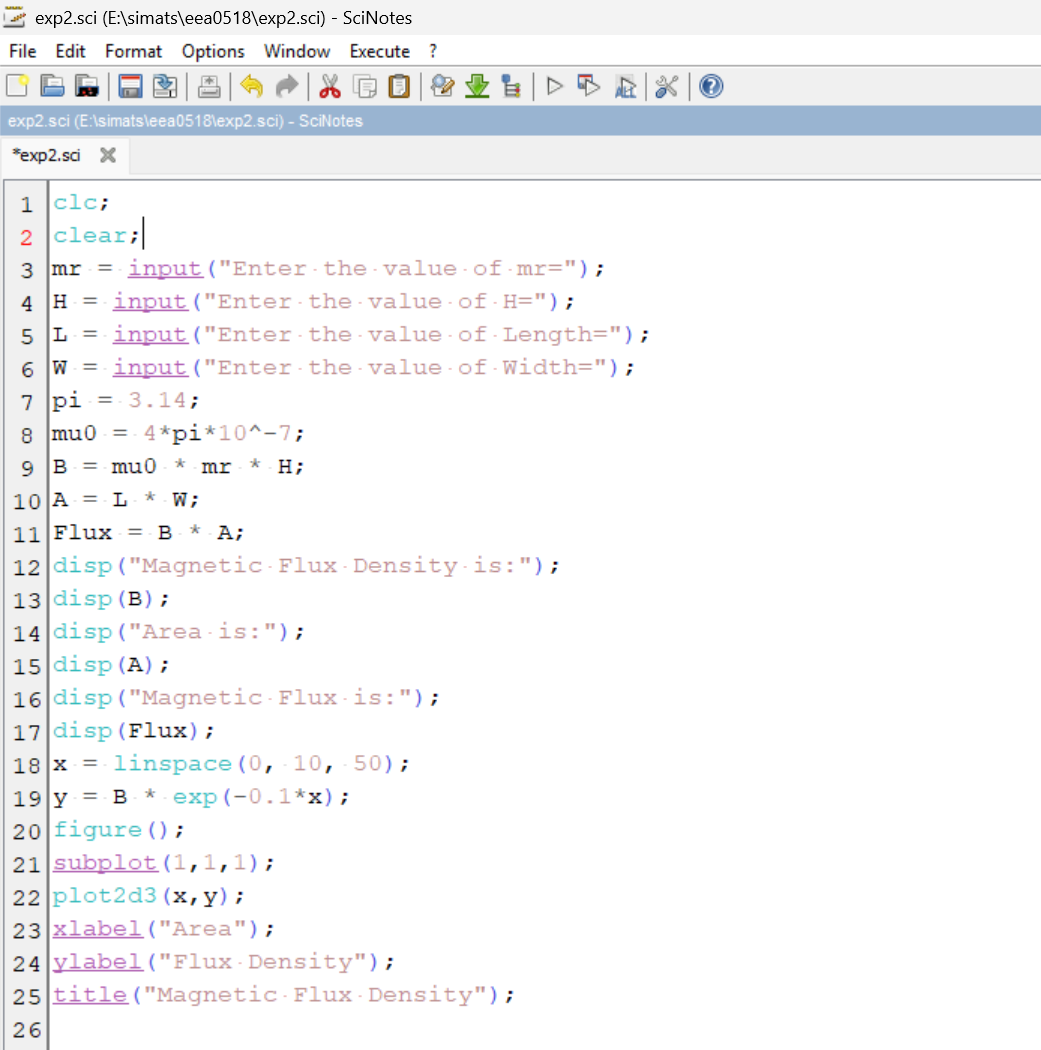 exp2.sci (E:\simats\eea0518\exp2.sci) - SciNotes
File Edit Format Options Window Execute ?
exp2.sci (E:\simats\eea0518\exp2.sci) - SciNotes
*exp2.sci
1 clc;
2 clear;
3 mr = input("Enter the value of mr=");
4 H = input("Enter the value of H=");
5 L = input("Enter the value of Length=");
6 W = input("Enter the value of Width=");
7 pi = 3.14;
8 mu0 = 4*pi*10^-7;
9 B = mu0 * mr * H;
10 A = L * W;
11 Flux = B * A;
12 disp("Magnetic Flux Density is:");
13 disp(B);
14 disp("Area is:");
15 disp(A);
16 disp("Magnetic Flux is:");
17 disp(Flux);
18 x = linspace(0, 10, 50);
19 y = B * exp(-0.1*x);
20 figure();
21 subplot(1,1,1);
22 plot2d3(x,y);
23 xlabel("Area");
24 ylabel("Flux Density");
25 title("Magnetic Flux Density");
26